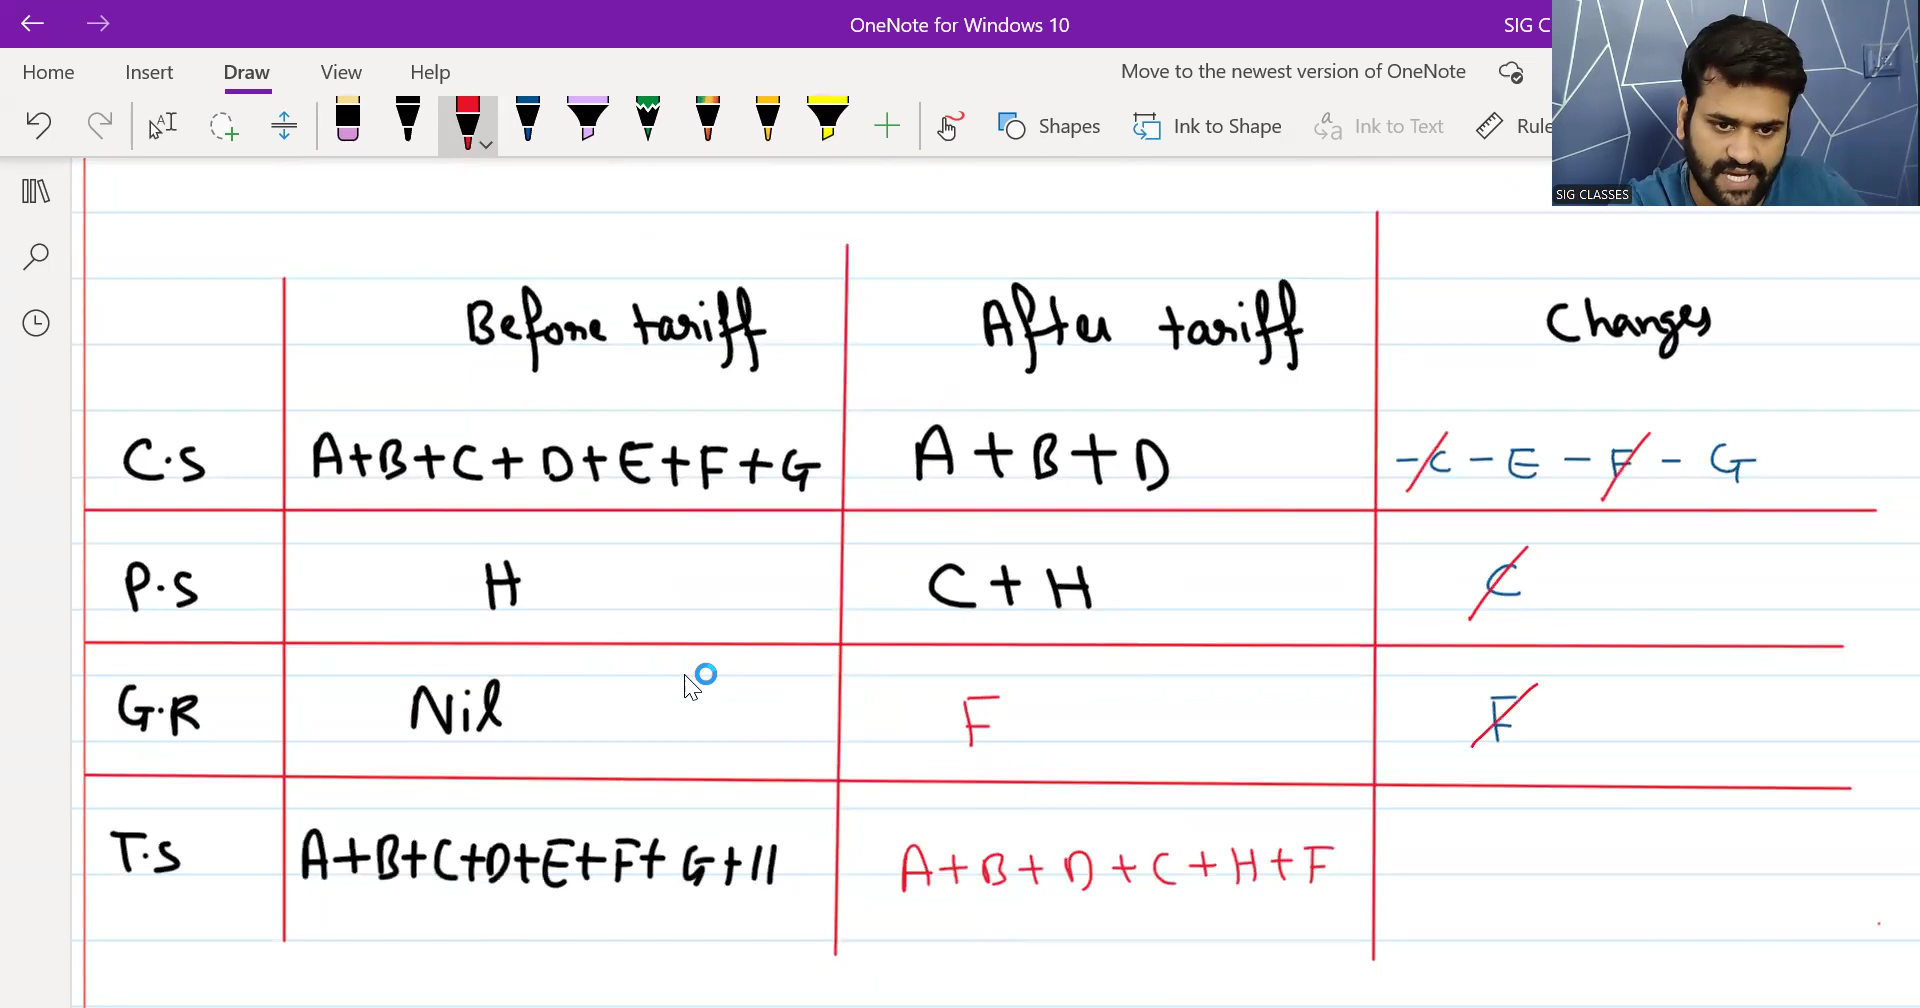 OneNote for Windows 10
SIG C
Home Insert Draw View Help
Move to the newest version of OneNote
Shapes Ink to Shape Ink to Text Rule
SIG CLASSES
Before tariff After tariff Changes
C.S A+B+C+D+E+F+G A+B+D -C-E-F-G
P.S H C+H C
G.R Nil F F
T.S A+B+C+D+E+F+G+H A+B+D+C+H+F